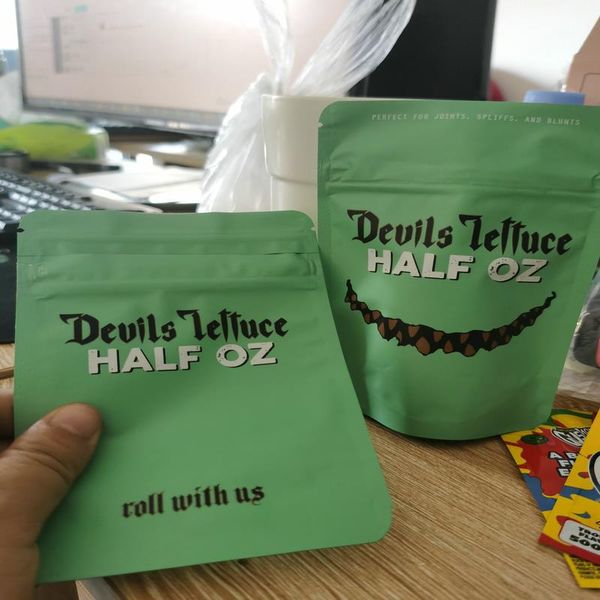 PERFECT FOR JOINTS, SPLIFFS, AND BLUNTS
Devils lettuce
HALF OZ
Devils lettuce
HALF OZ
roll with us